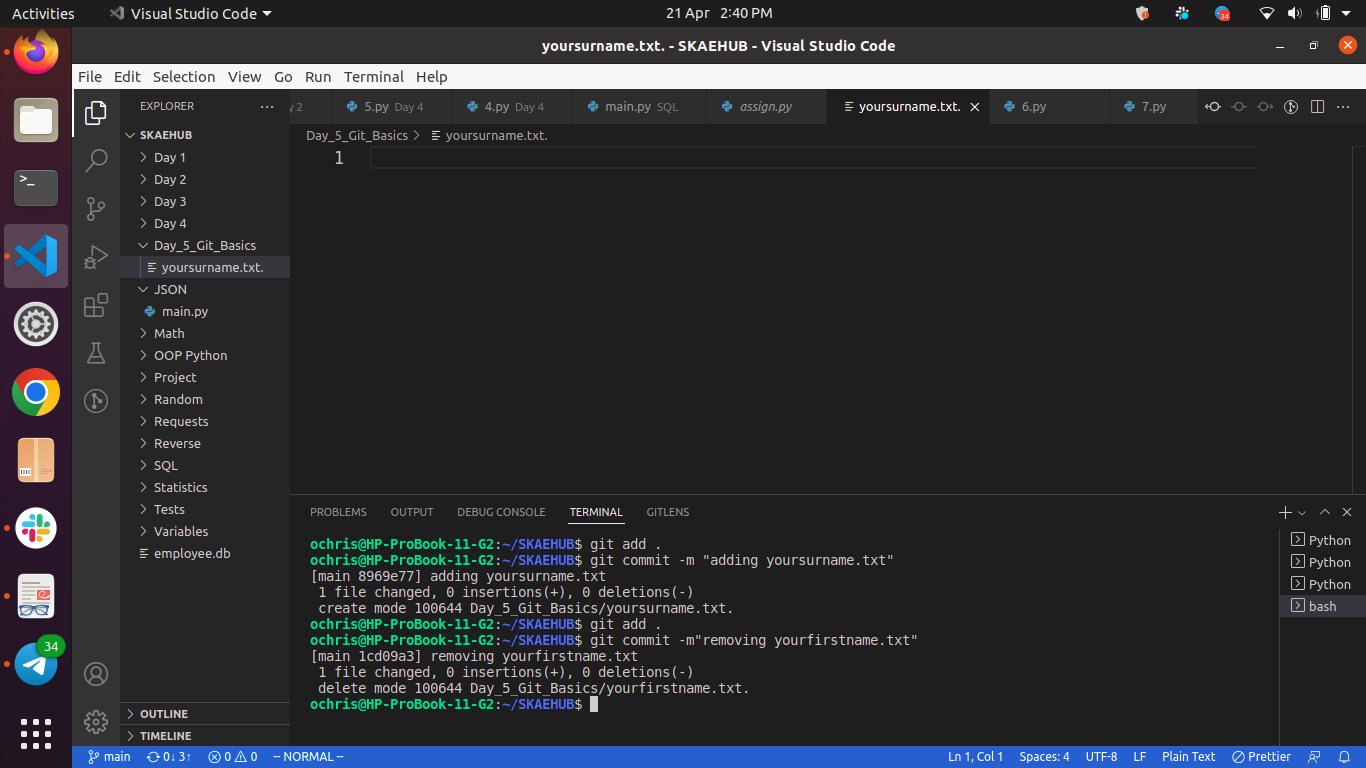 Activities Visual Studio Code 21 Apr 2:40 PM 34
yoursurname.txt. - SKAEHUB - Visual Studio Code
File Edit Selection View Go Run Terminal Help
EXPLORER ...
y 2 5.py Day 4 4.py Day 4 main.py SQL assign.py yoursurname.txt. 6.py 7.py
Day_5_Git_Basics > yoursurname.txt.
1
SKAEHUB
Day 1
Day 2
Day 3
Day 4
Day_5_Git_Basics
yoursurname.txt.
JSON
main.py
Math
OOP Python
Project
Random
Requests
Reverse
SQL
Statistics
Tests
Variables
employee.db
OUTLINE
TIMELINE
34
PROBLEMS OUTPUT DEBUG CONSOLE TERMINAL GITLENS
ochris@HP-ProBook-11-G2:~/SKAEHUB$ git add .
ochris@HP-ProBook-11-G2:~/SKAEHUB$ git commit -m "adding yoursurname.txt"
[main 8969e77] adding yoursurname.txt
1 file changed, 0 insertions(+), 0 deletions(-)
create mode 100644 Day_5_Git_Basics/yoursurname.txt.
ochris@HP-ProBook-11-G2:~/SKAEHUB$ git add .
ochris@HP-ProBook-11-G2:~/SKAEHUB$ git commit -m"removing yourfirstname.txt"
[main 1cd09a3] removing yourfirstname.txt
1 file changed, 0 insertions(+), 0 deletions(-)
delete mode 100644 Day_5_Git_Basics/yourfirstname.txt.
ochris@HP-ProBook-11-G2:~/SKAEHUB$
Python
Python
Python
bash
main 0↓ 3↑ 0 0 -- NORMAL -- Ln 1, Col 1 Spaces: 4 UTF-8 LF Plain Text Prettier